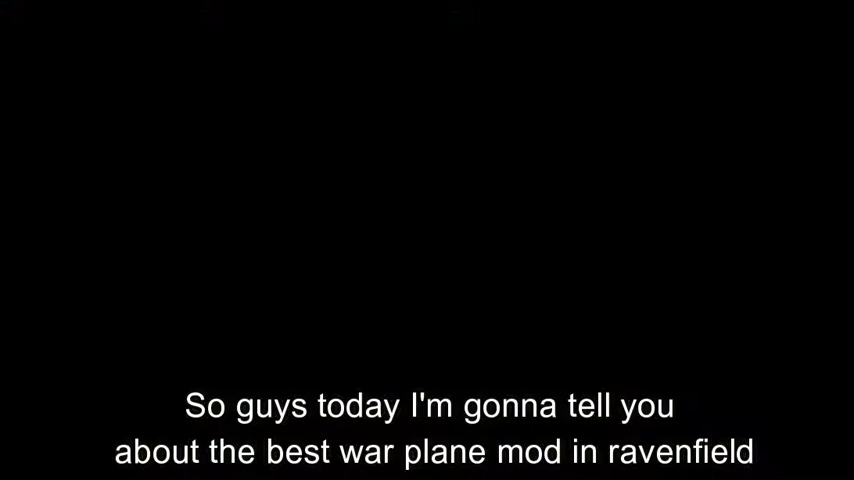 So guys today I'm gonna tell you
about the best war plane mod in ravenfield